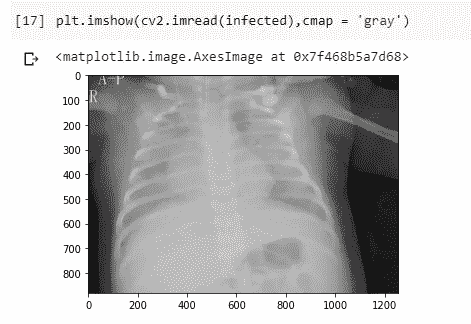 [17] plt.imshow(cv2.imread(infected),cmap = 'gray')
<matplotlib.image.AxesImage at 0x7f468b5a7d68>
0
A-P
R
100
200
300
400
500
600
700
800
0 200 400 600 800 1000 1200